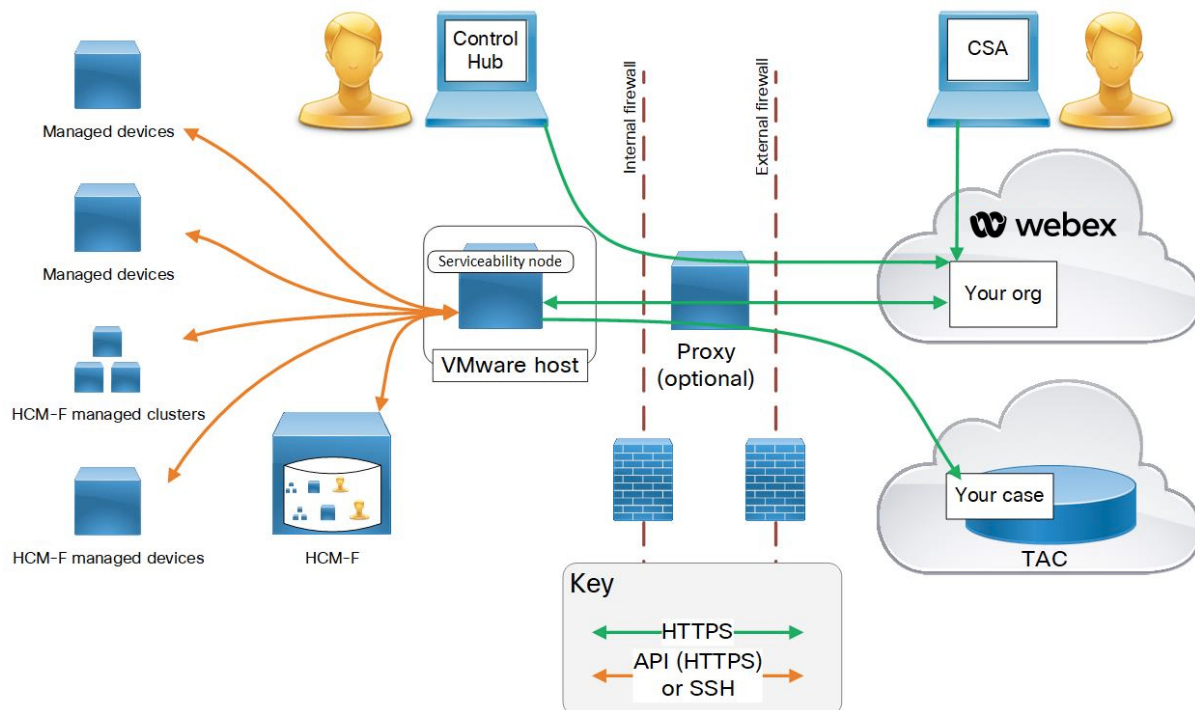 Control
Hub
CSA
Internal firewall
External firewall
Managed devices
webex
Serviceability node
Managed devices
Your org
VMware host
Proxy
(optional)
HCM-F managed clusters
Your case
HCM-F managed devices
HCM-F
TAC
Key
HTTPS
API (HTTPS)
or SSH